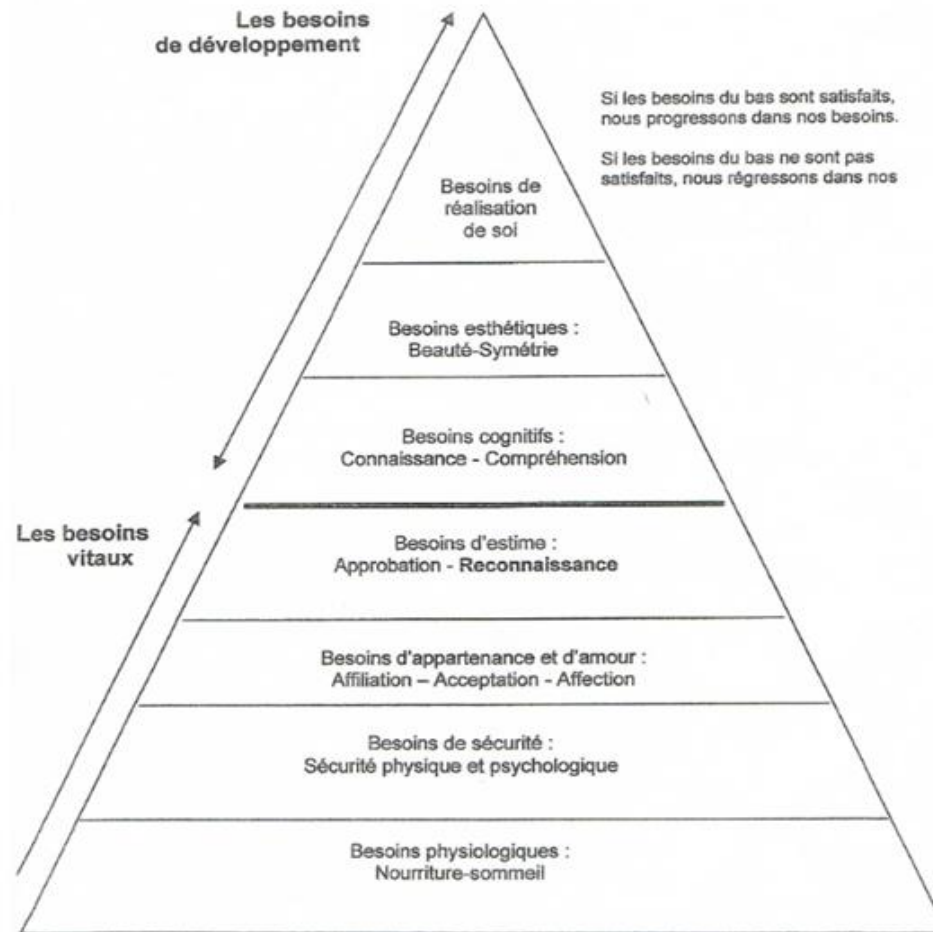 Les besoins
de développement
Si les besoins du bas sont satisfaits,
nous progressons dans nos besoins.
Si les besoins du bas ne sont pas
satisfaits, nous régressons dans nos
Besoins de
réalisation
de soi
Besoins esthétiques :
Beauté-Symétrie
Besoins cognitifs :
Connaissance - Compréhension
Les besoins
vitaux
Besoins d'estime :
Approbation - Reconnaissance
Besoins d'appartenance et d'amour :
Affiliation – Acceptation - Affection
Besoins de sécurité :
Sécurité physique et psychologique
Besoins physiologiques :
Nourriture-sommeil